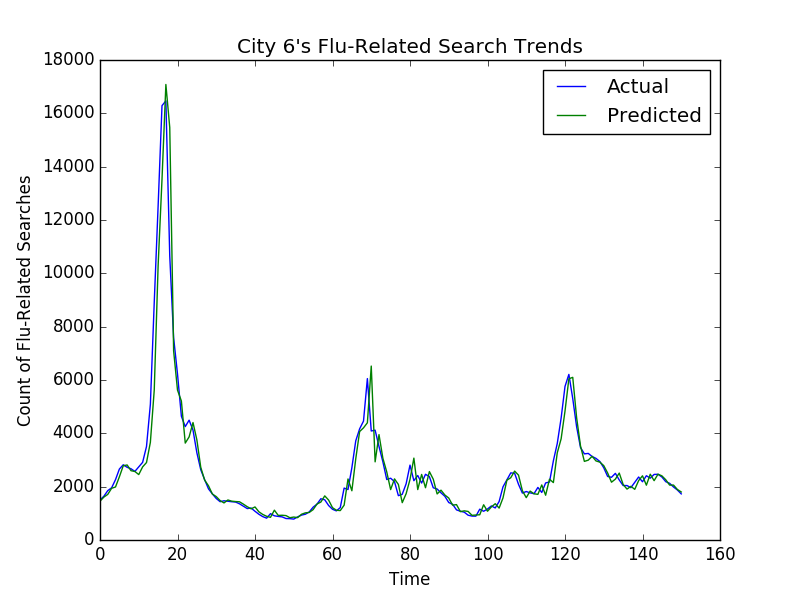 City 6's Flu-Related Search Trends
18000
16000
14000
12000
10000
8000
6000
4000
2000
0
Count of Flu-Related Searches
Actual
Predicted
0 20 40 60 80 100 120 140 160
Time